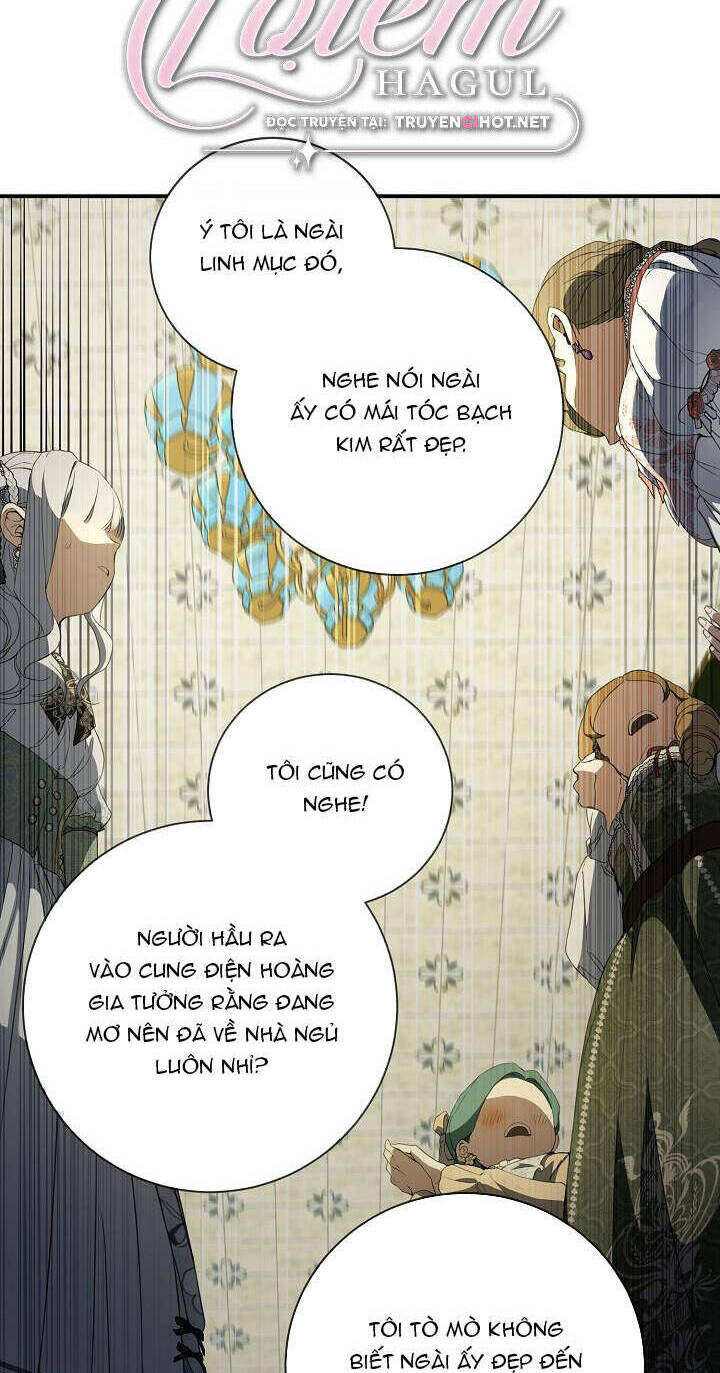 Lọlem
HAGUL
ĐỌC TRUYỆN TẠI: TRUYENCIHOT.NET
Ý TÔI LÀ NGÀI
LINH MỤC ĐÓ,
NGHE NÓI NGÀI
ẤY CÓ MÁI TÓC BẠCH
KIM RẤT ĐẸP.
TÔI CŨNG CÓ
NGHE!
NGƯỜI HẦU RA
VÀO CUNG ĐIỆN HOÀNG
GIA TƯỞNG RẰNG ĐANG
MƠ NÊN ĐÃ VỀ NHÀ NGỦ
LUÔN NHỈ?
TÔI TÒ MÒ KHÔNG
BIẾT NGÀI ẤY ĐẸP ĐẾN